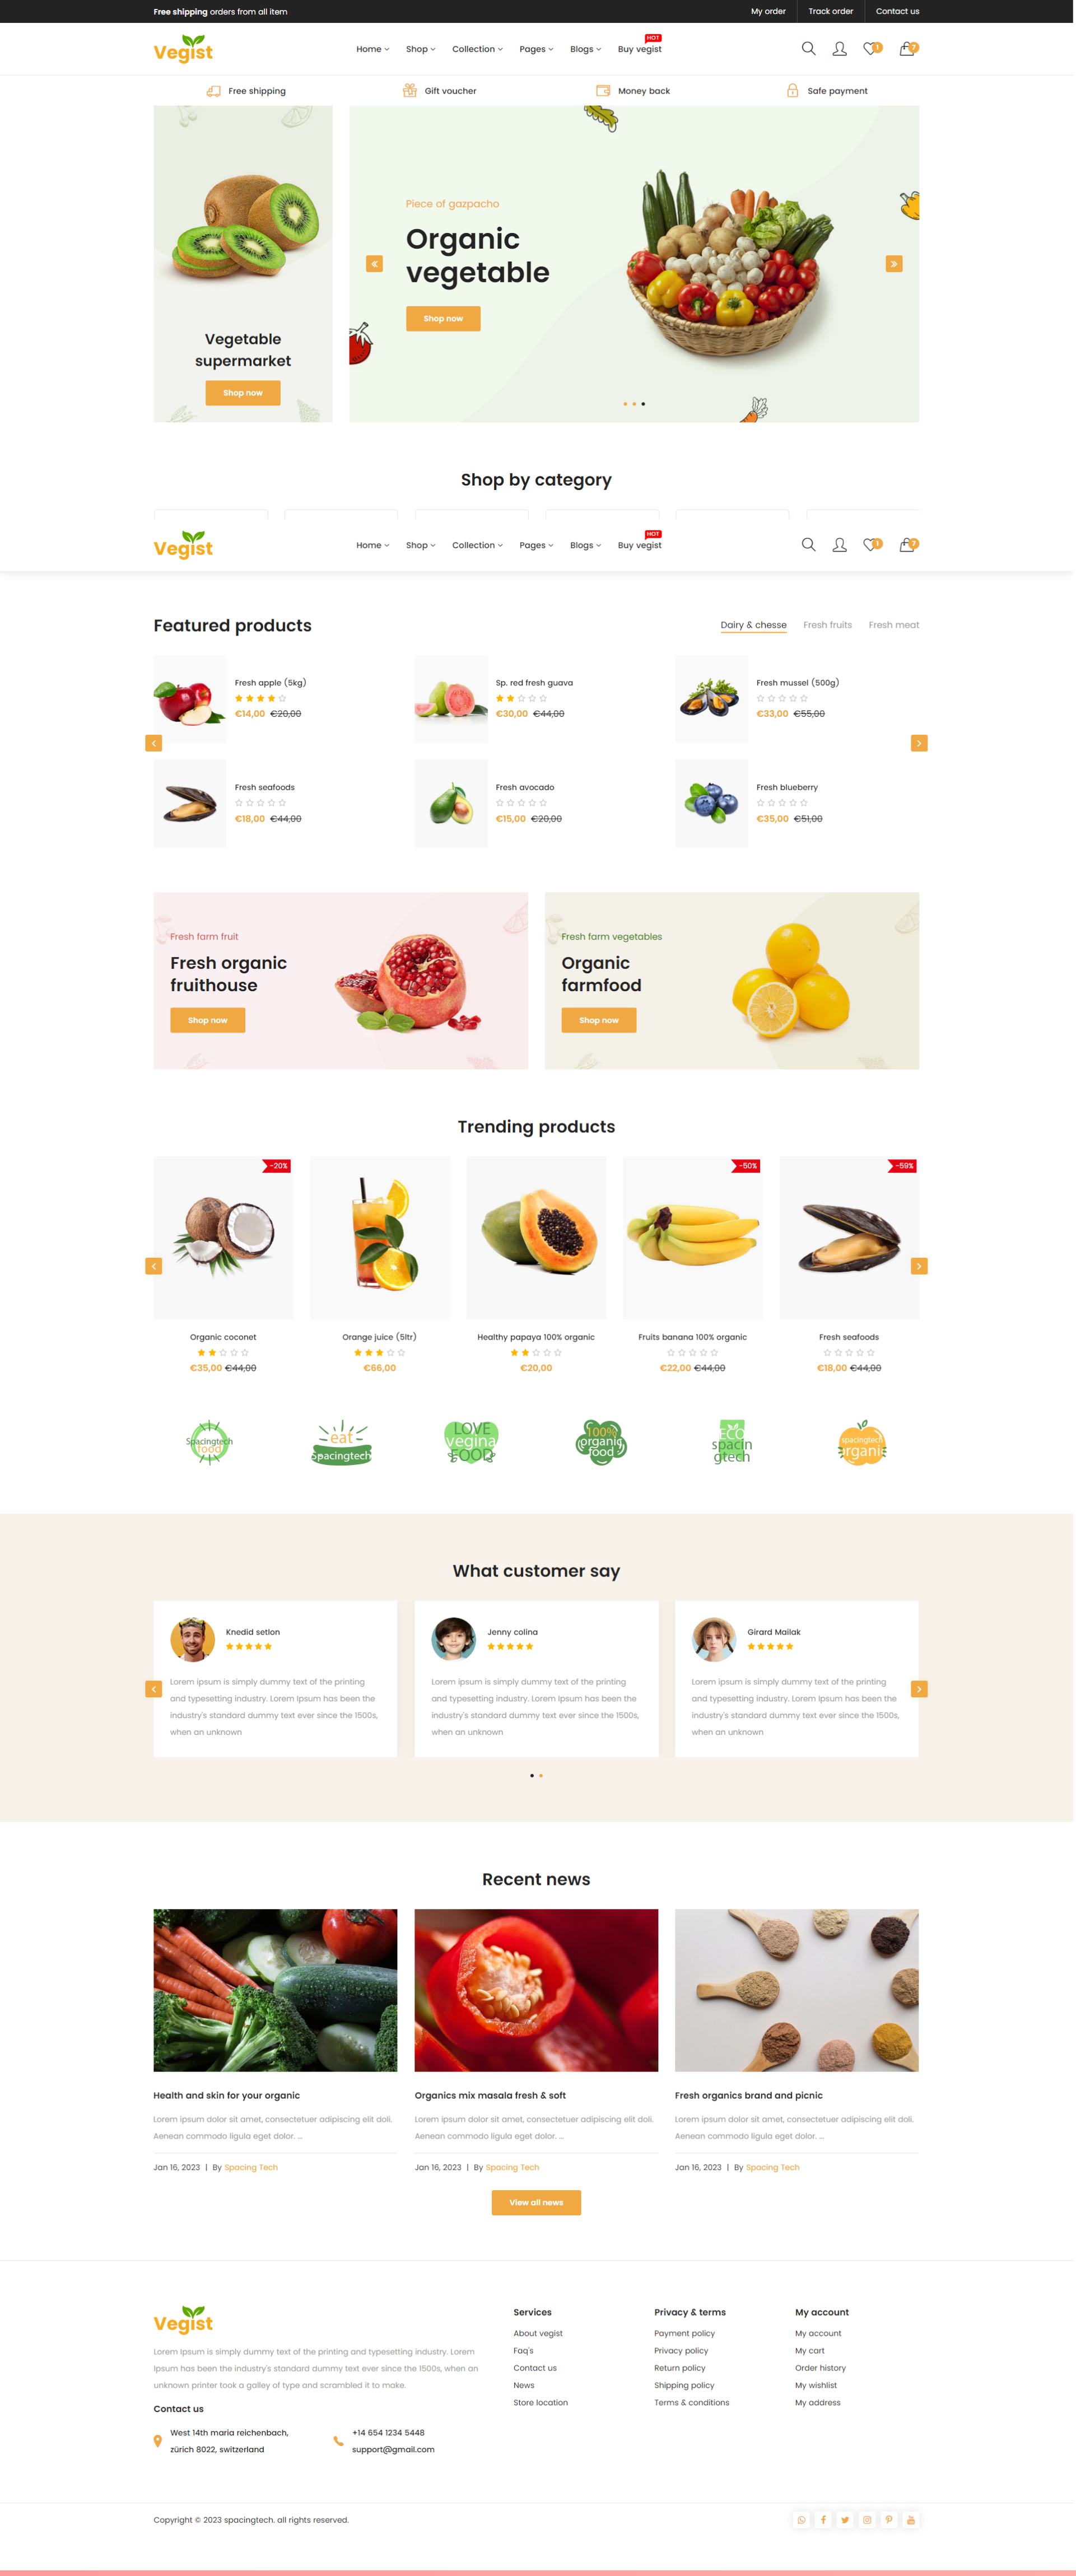 Free shipping orders from all item
My order
Track order
Contact us
Vegist
Home
Shop
Collection
Pages
Blogs
Buy vegist
HOT
1
7
Free shipping
Gift voucher
Money back
Safe payment
Vegetable
supermarket
Shop now
Piece of gazpacho
Organic
vegetable
Shop now
Shop by category
Vegist
Home
Shop
Collection
Pages
Blogs
Buy vegist
HOT
1
7
Featured products
Dairy & chesse
Fresh fruits
Fresh meat
Fresh apple (5kg)
€14,00 €20,00
Sp. red fresh guava
€30,00 €44,00
Fresh mussel (500g)
€33,00 €55,00
Fresh seafoods
€18,00 €44,00
Fresh avocado
€15,00 €20,00
Fresh blueberry
€35,00 €51,00
Fresh farm fruit
Fresh organic
fruithouse
Shop now
Fresh farm vegetables
Organic
farmfood
Shop now
Trending products
-20%
-50%
-59%
Organic coconet
€35,00 €44,00
Orange juice (5ltr)
€66,00
Healthy papaya 100% organic
€20,00
Fruits banana 100% organic
€22,00 €44,00
Fresh seafoods
€18,00 €44,00
Spacingtech
food
eat
Spacingtech
LOVE
vegina
FOOD
100%
organic
food
ECO
spacin
gtech
spacingtech
organic
What customer say
Knedid setlon
Lorem ipsum is simply dummy text of the printing
and typesetting industry. Lorem Ipsum has been the
industry's standard dummy text ever since the 1500s,
when an unknown
Jenny colina
Lorem ipsum is simply dummy text of the printing
and typesetting industry. Lorem Ipsum has been the
industry's standard dummy text ever since the 1500s,
when an unknown
Girard Mailak
Lorem ipsum is simply dummy text of the printing
and typesetting industry. Lorem Ipsum has been the
industry's standard dummy text ever since the 1500s,
when an unknown
Recent news
Health and skin for your organic
Lorem ipsum dolor sit amet, consectetuer adipiscing elit doli.
Aenean commodo ligula eget dolor. ...
Jan 16, 2023 | By Spacing Tech
Organics mix masala fresh & soft
Lorem ipsum dolor sit amet, consectetuer adipiscing elit doli.
Aenean commodo ligula eget dolor. ...
Jan 16, 2023 | By Spacing Tech
Fresh organics brand and picnic
Lorem ipsum dolor sit amet, consectetuer adipiscing elit doli.
Aenean commodo ligula eget dolor. ...
Jan 16, 2023 | By Spacing Tech
View all news
Vegist
Lorem Ipsum is simply dummy text of the printing and typesetting industry. Lorem
Ipsum has been the industry's standard dummy text ever since the 1500s, when an
unknown printer took a galley of type and scrambled it to make.
Contact us
West 14th maria reichenbach,
zürich 8022, switzerland
+14 654 1234 5448
support@gmail.com
Services
About vegist
Faq's
Contact us
News
Store location
Privacy & terms
Payment policy
Privacy policy
Return policy
Shipping policy
Terms & conditions
My account
My account
My cart
Order history
My wishlist
My address
Copyright © 2023 spacingtech. all rights reserved.